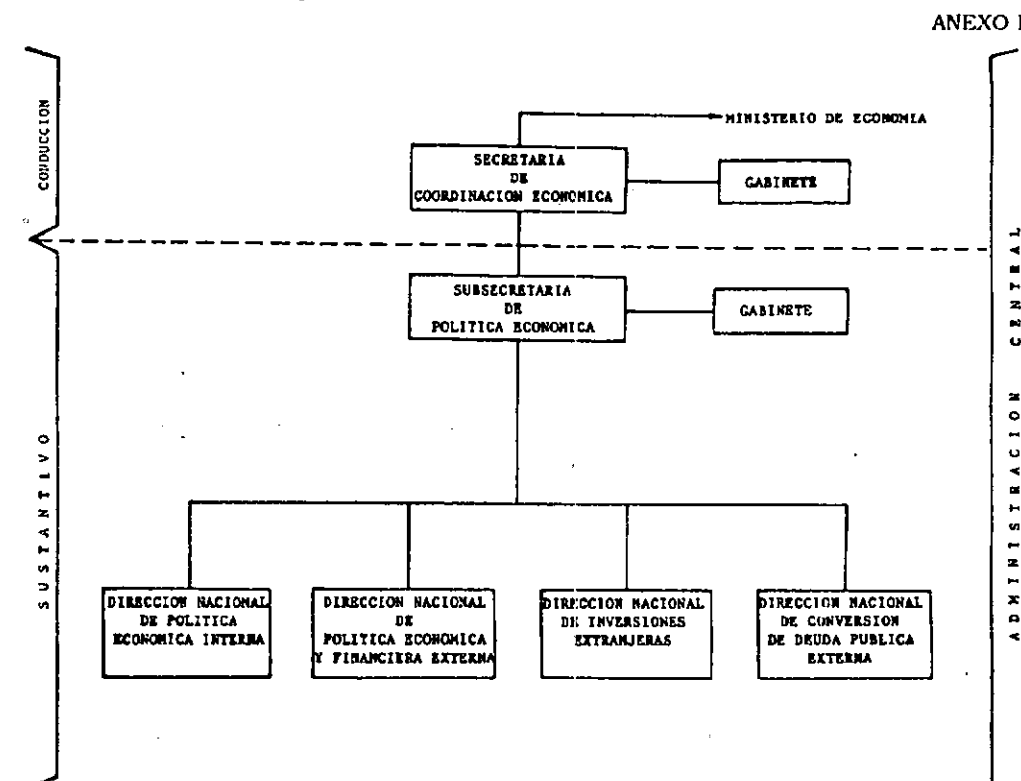 ANEXO I
CONDUCCION
MINISTERIO DE ECONOMIA
SECRETARIA
DE
COORDINACION ECONOMICA
GABINETE
SUBSECRETARIA
DE
POLITICA ECONOMICA
GABINETE
SUSTANTIVO
ADMINISTRACION CENTRAL
DIRECCION NACIONAL
DE POLITICA
ECONOMICA INTERNA
DIRECCION NACIONAL
DE
POLITICA ECONOMICA
Y FINANCIERA EXTERNA
DIRECCION NACIONAL
DE INVERSIONES
EXTRANJERAS
DIRECCION NACIONAL
DE CONVERSION
DE DEUDA PUBLICA
EXTERNA